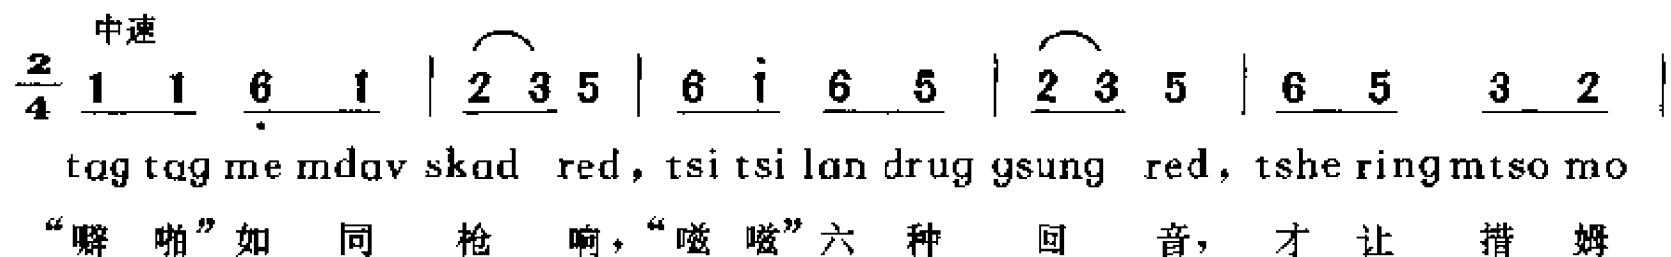 中速
2/4 1 1 6̣ 1 | 2 3 5 | 6 1̇ 6 5 | 2 3 5 | 6 5 3 2 |
tag tag me mdav skad red, tsi tsi lan drug gsung red, tshe ring mtso mo
“噼 啪”如 同 枪 响,“嗞 嗞”六 种 回 音, 才 让 措 姆